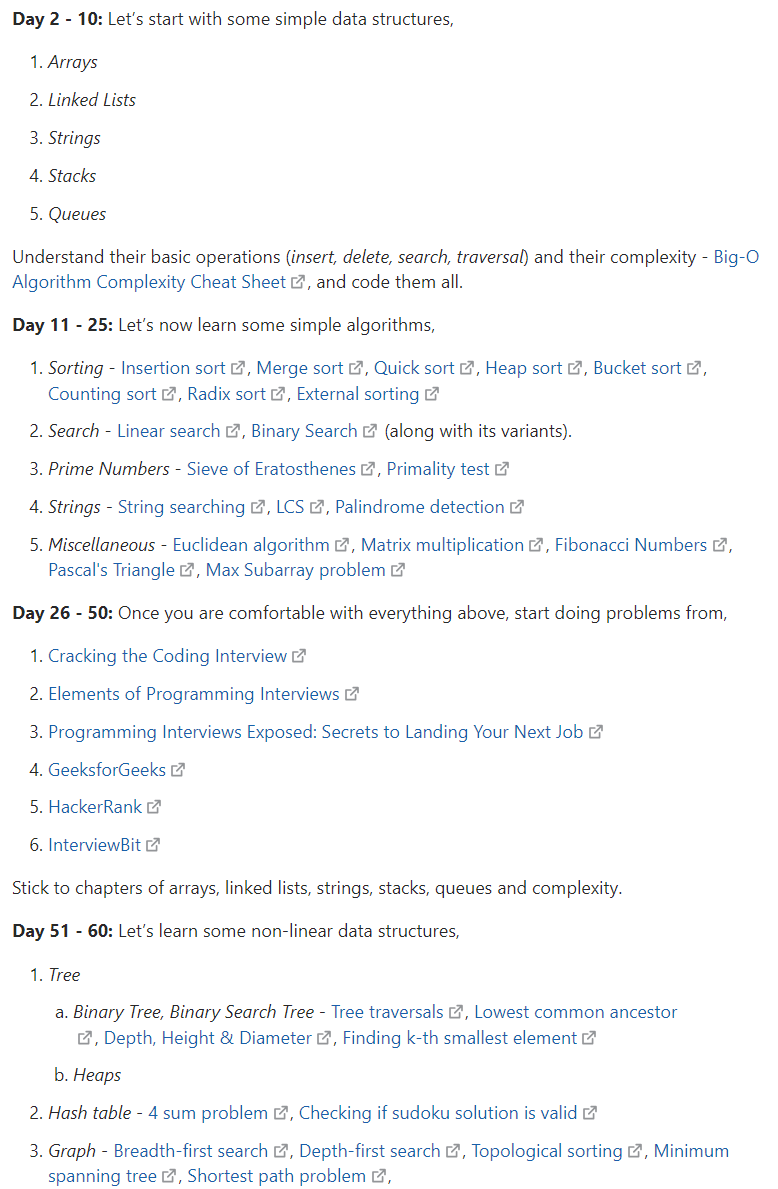 Day 2 - 10: Let's start with some simple data structures,
1. Arrays
2. Linked Lists
3. Strings
4. Stacks
5. Queues
Understand their basic operations (insert, delete, search, traversal) and their complexity - Big-O
Algorithm Complexity Cheat Sheet, and code them all.
Day 11 - 25: Let's now learn some simple algorithms,
1. Sorting - Insertion sort, Merge sort, Quick sort, Heap sort, Bucket sort,
Counting sort, Radix sort, External sorting
2. Search - Linear search, Binary Search (along with its variants).
3. Prime Numbers - Sieve of Eratosthenes, Primality test
4. Strings - String searching, LCS, Palindrome detection
5. Miscellaneous - Euclidean algorithm, Matrix multiplication, Fibonacci Numbers,
Pascal's Triangle, Max Subarray problem
Day 26 - 50: Once you are comfortable with everything above, start doing problems from,
1. Cracking the Coding Interview
2. Elements of Programming Interviews
3. Programming Interviews Exposed: Secrets to Landing Your Next Job
4. GeeksforGeeks
5. HackerRank
6. InterviewBit
Stick to chapters of arrays, linked lists, strings, stacks, queues and complexity.
Day 51 - 60: Let's learn some non-linear data structures,
1. Tree
a. Binary Tree, Binary Search Tree - Tree traversals, Lowest common ancestor
, Depth, Height & Diameter, Finding k-th smallest element
b. Heaps
2. Hash table - 4 sum problem, Checking if sudoku solution is valid
3. Graph - Breadth-first search, Depth-first search, Topological sorting, Minimum
spanning tree, Shortest path problem,